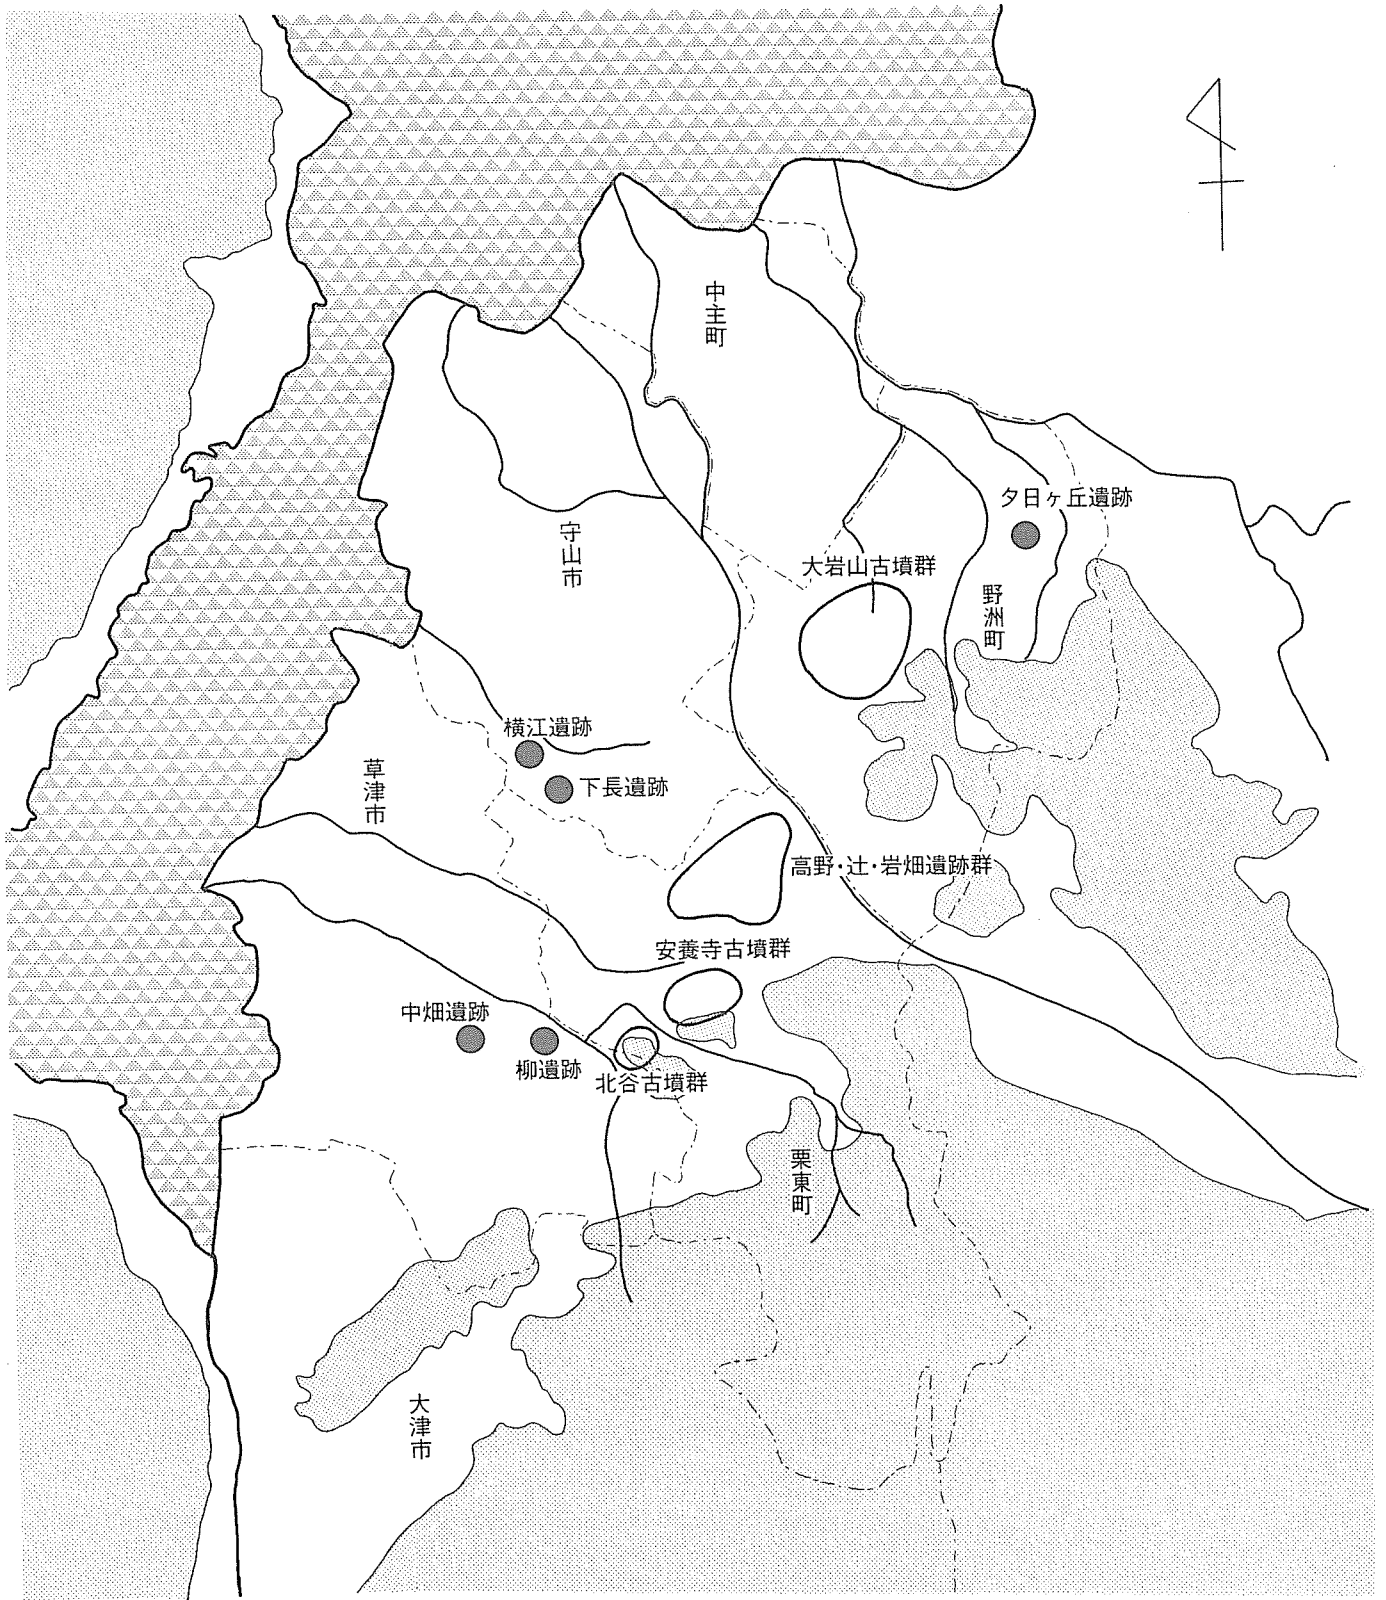 中主町
夕日ヶ丘遺跡
守山市
大岩山古墳群
野洲町
横江遺跡
草津市
下長遺跡
高野・辻・岩畑遺跡群
安養寺古墳群
中畑遺跡
柳遺跡
北谷古墳群
栗東町
大津市